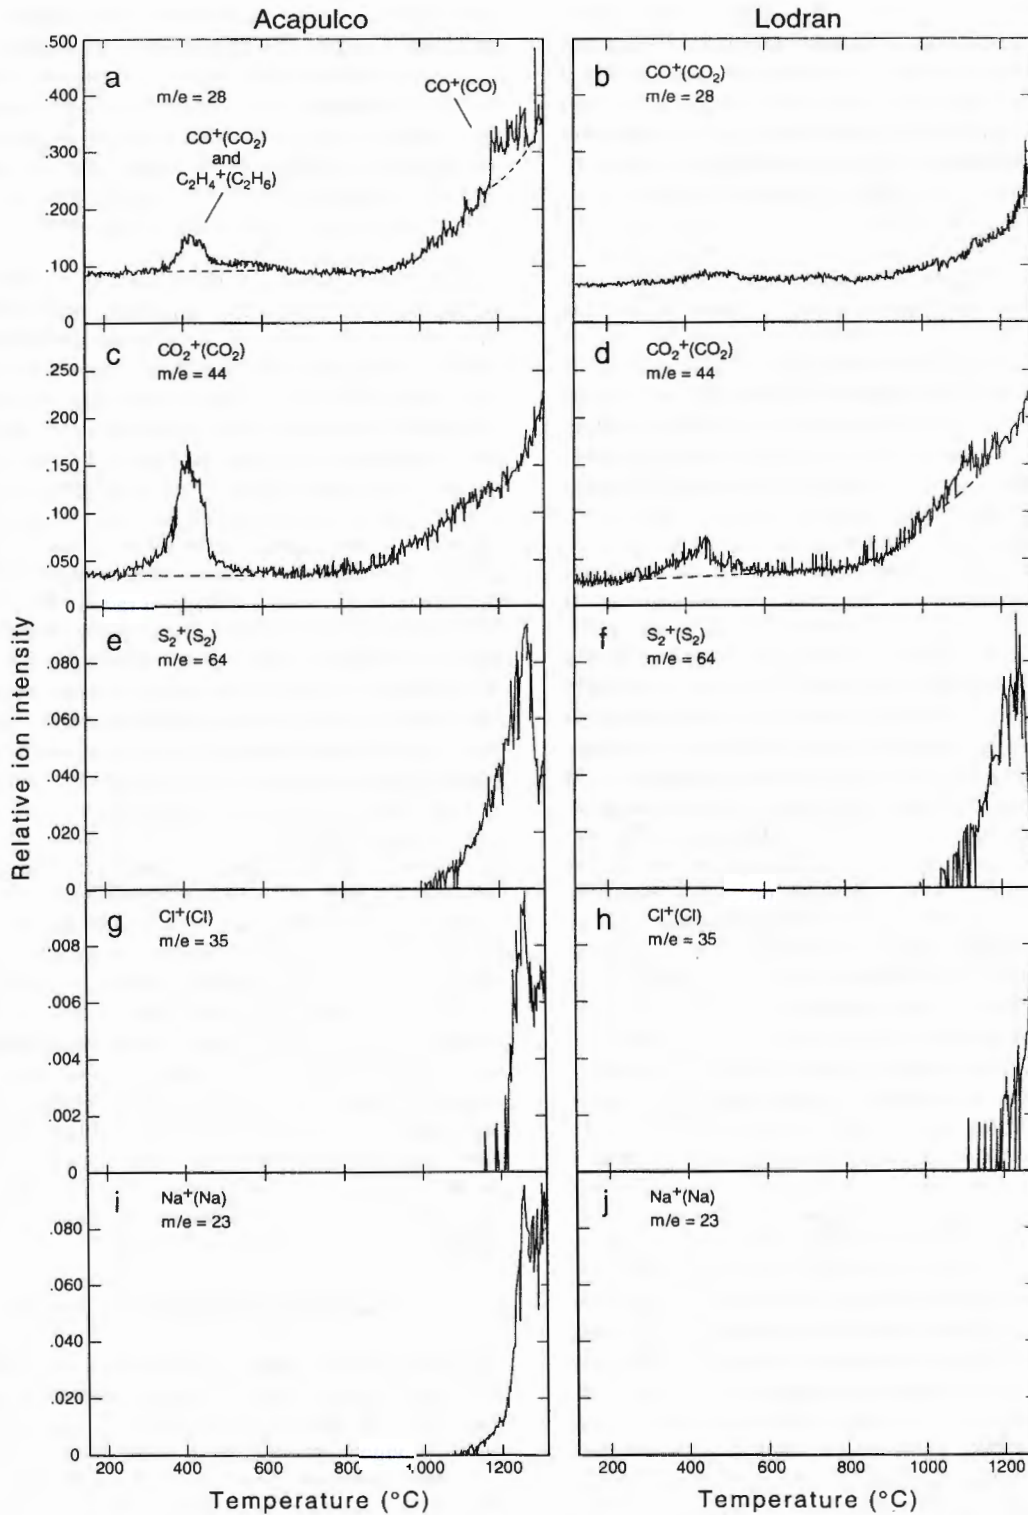 Acapulco
Lodran
.500
.400
.300
.200
.100
0
a
m/e = 28
CO+(CO2)
and
C2H4+(C2H6)
CO+(CO)
b
CO+(CO2)
m/e = 28
.250
.200
.150
.100
.050
0
c
CO2+(CO2)
m/e = 44
d
CO2+(CO2)
m/e = 44
Relative ion intensity
.080
.060
.040
.020
0
e
S2+(S2)
m/e = 64
f
S2+(S2)
m/e = 64
.008
.006
.004
.002
0
g
Cl+(Cl)
m/e = 35
h
Cl+(Cl)
m/e = 35
.080
.060
.040
.020
0
i
Na+(Na)
m/e = 23
j
Na+(Na)
m/e = 23
200 400 600 800 1000 1200
200 400 600 800 1000 1200
Temperature (°C)
Temperature (°C)